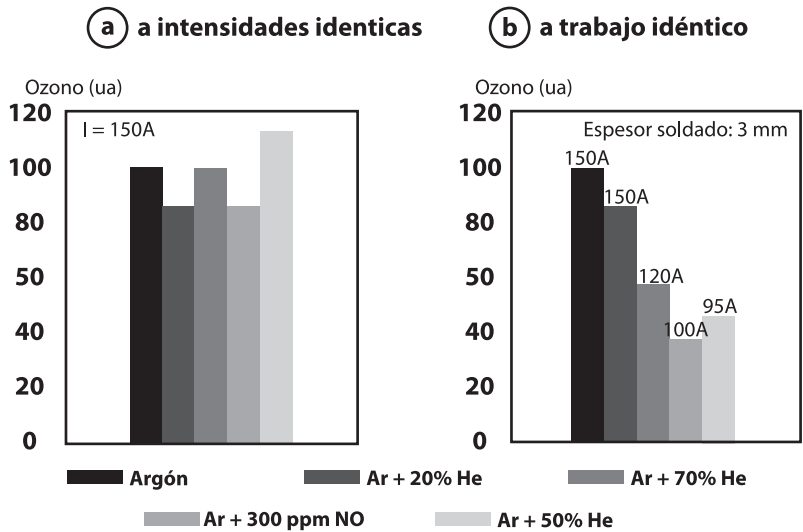 a a intensidades identicas
Ozono (ua)
I = 150A
120
100
80
50
40
20
0
b a trabajo idéntico
Ozono (ua)
Espesor soldado: 3 mm
120
100
80
50
40
20
0
150A
150A
120A
100A
95A
Argón
Ar + 20% He
Ar + 70% He
Ar + 300 ppm NO
Ar + 50% He